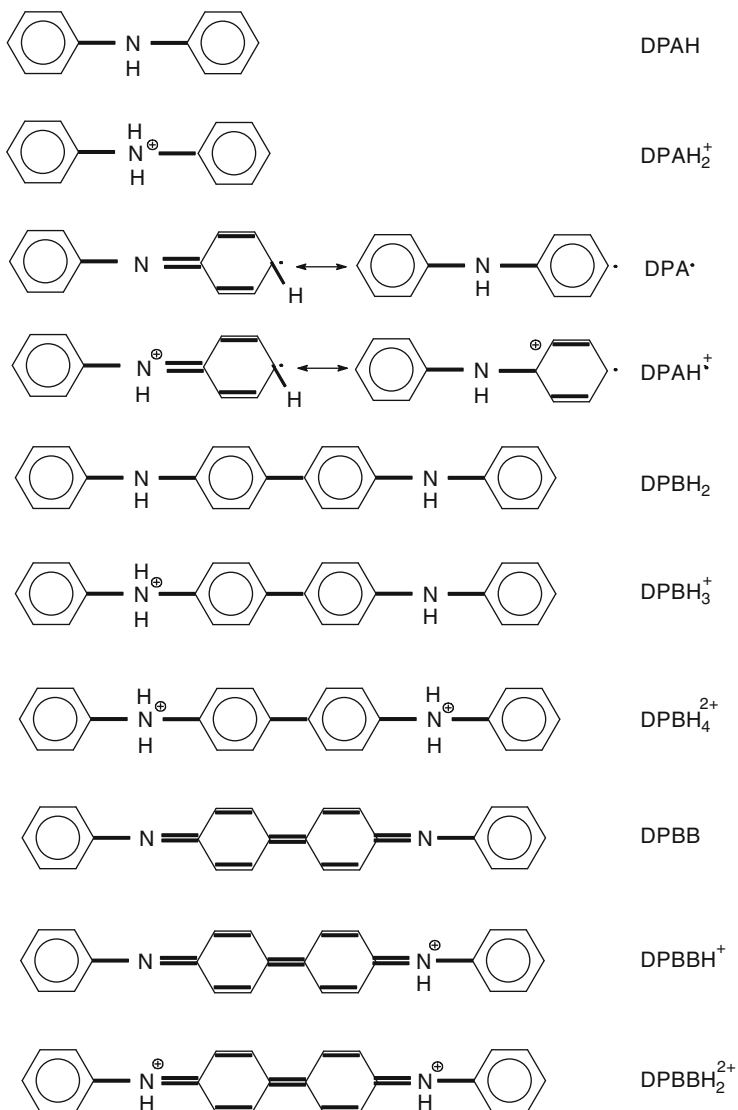 N H DPAH
H N ⊕ H DPAH₂⁺
N · H ↔ N H · DPA•
N ⊕ H · H ↔ N H ⊕ · DPAH⁺•
N H N H DPBH₂
H N ⊕ H N H DPBH₃⁺
H N ⊕ H H N ⊕ H DPBH₄²⁺
N N DPBB
N N ⊕ H DPBBH⁺
N ⊕ H N ⊕ H DPBBH₂²⁺